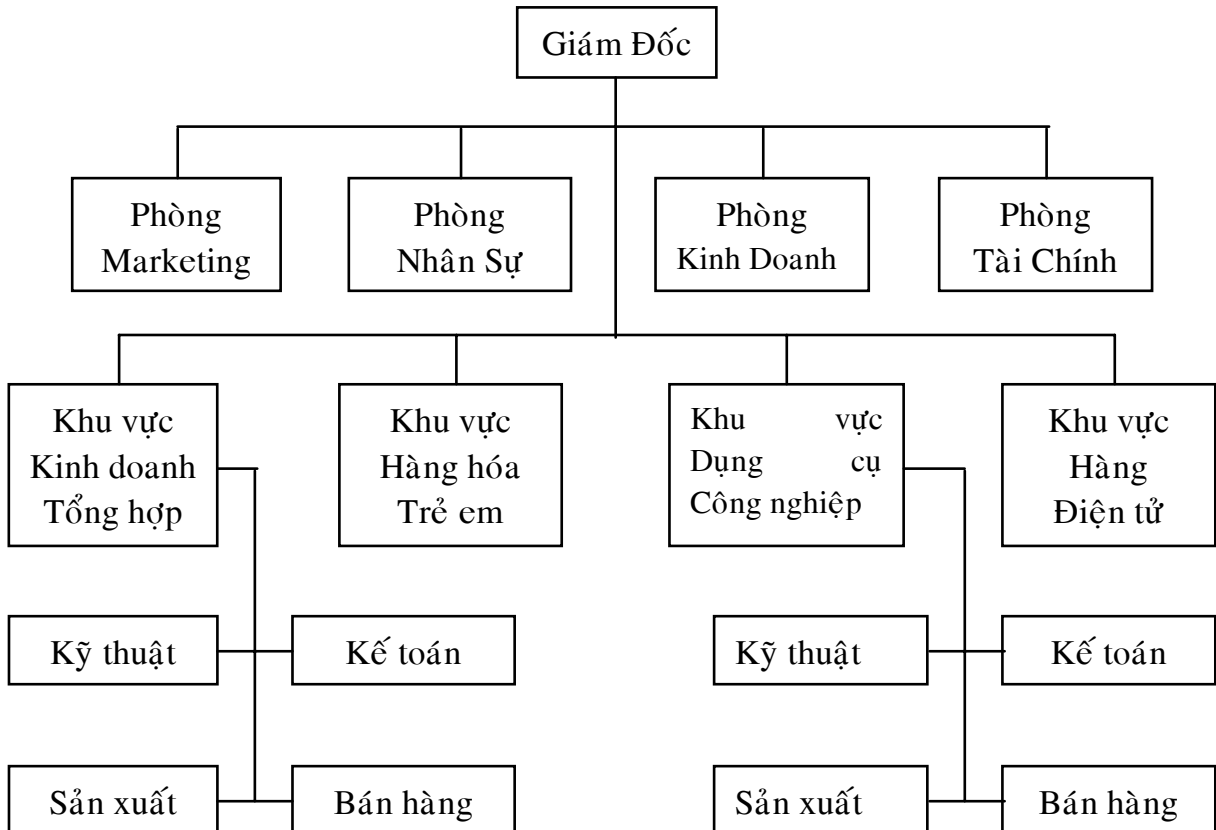 Giám Đốc
Phòng
Marketing
Phòng
Nhân Sự
Phòng
Kinh Doanh
Phòng
Tài Chính
Khu vực
Kinh doanh
Tổng hợp
Khu vực
Hàng hóa
Trẻ em
Khu vực
Dụng cụ
Công nghiệp
Khu vực
Hàng
Điện tử
Kỹ thuật
Kế toán
Kỹ thuật
Kế toán
Sản xuất
Bán hàng
Sản xuất
Bán hàng